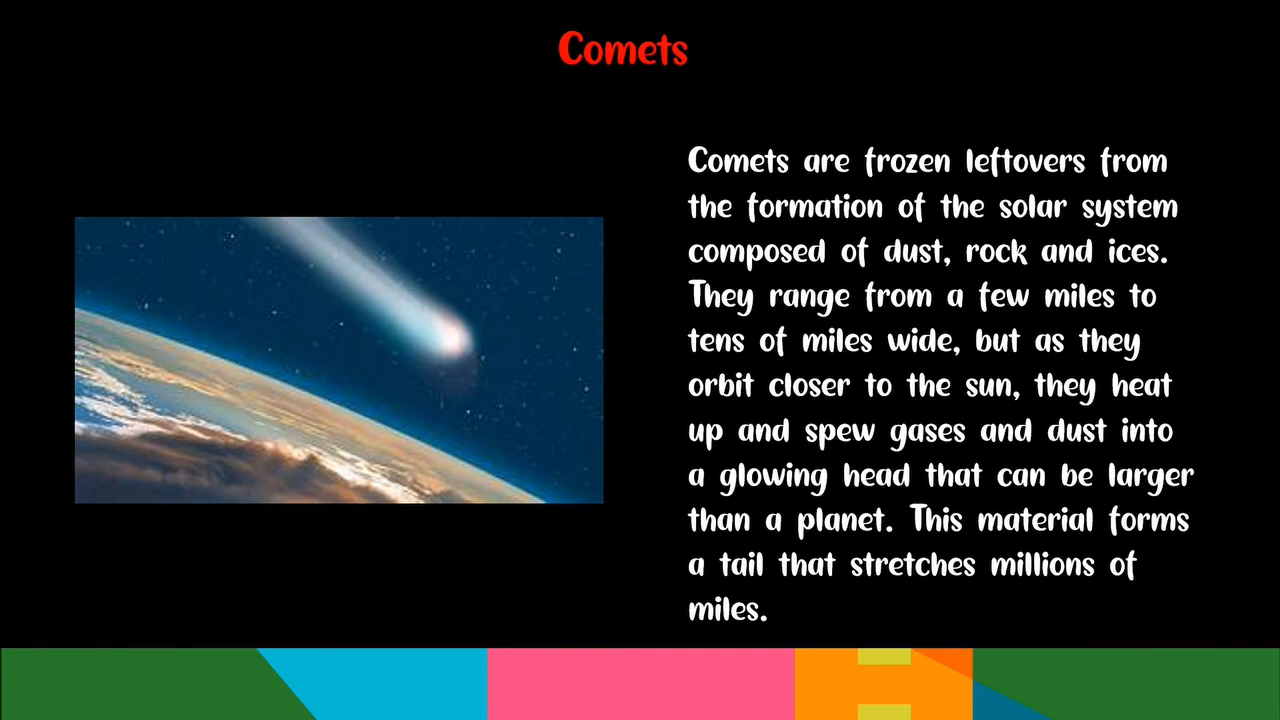 Comets
Comets are frozen leftovers from
the formation of the solar system
composed of dust, rock and ices.
They range from a few miles to
tens of miles wide, but as they
orbit closer to the sun, they heat
up and spew gases and dust into
a glowing head that can be larger
than a planet. This material forms
a tail that stretches millions of
miles.